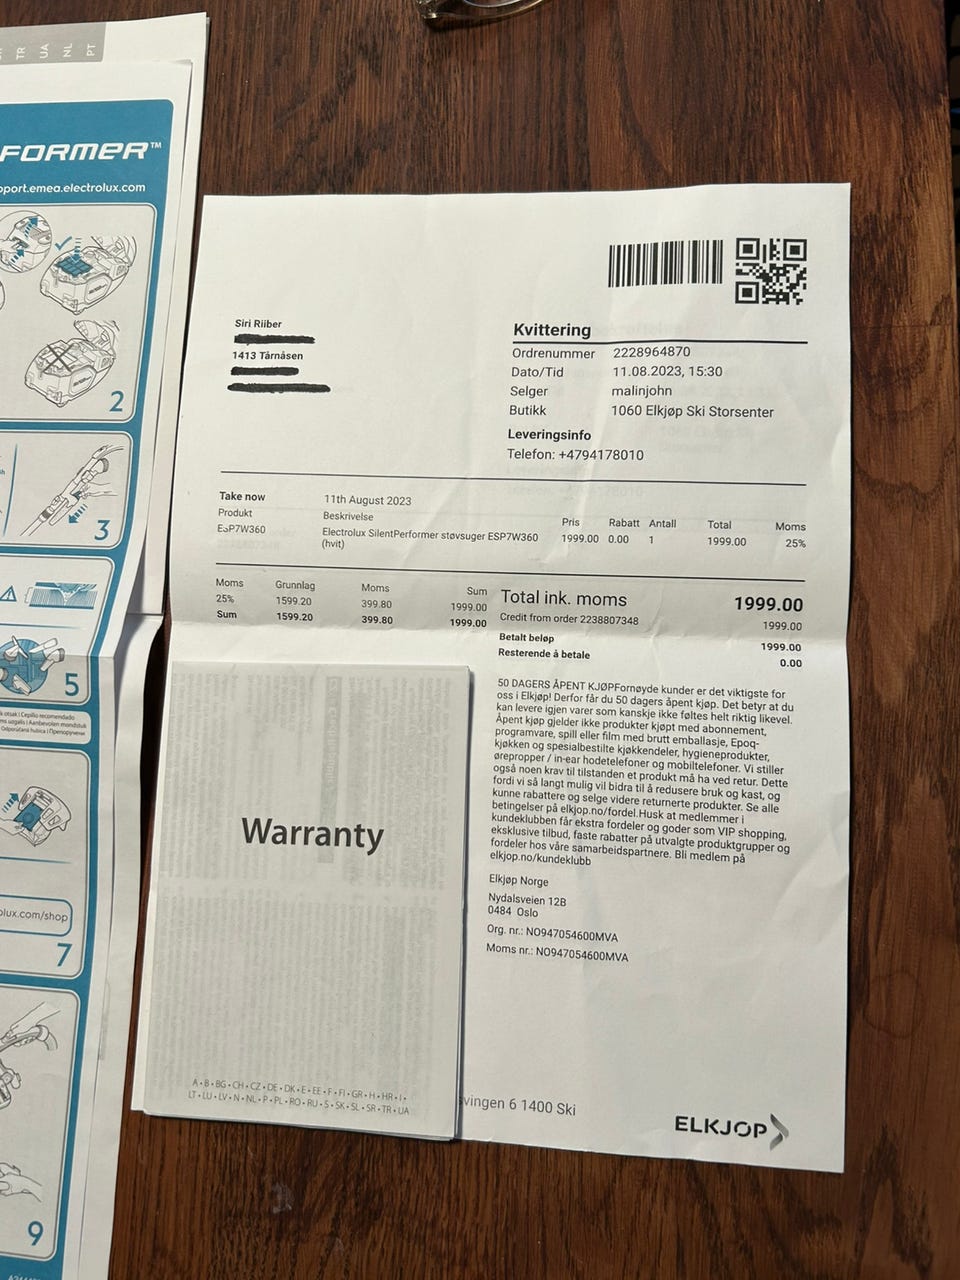 TR
UA
NL
PT
FORMER™
pport.emea.electrolux.com
2
3
5
lux.com/shop
7
9
Siri Riiber
1413 Tårnåsen
Kvittering
Ordrenummer 2228964870
Dato/Tid 11.08.2023, 15:30
Selger malinjohn
Butikk 1060 Elkjøp Ski Storsenter
Leveringsinfo
Telefon: +4794178010
Take now 11th August 2023
Produkt Beskrivelse Pris Rabatt Antall Total Moms
ESP7W360 Electrolux SilentPerformer støvsuger ESP7W360 1999.00 0.00 1 1999.00 25%
(hvit)
Moms Grunnlag Moms Sum
25% 1599.20 399.80 1999.00
Sum 1599.20 399.80 1999.00
Total ink. moms 1999.00
Credit from order 2238807348 1999.00
Betalt beløp 1999.00
Resterende å betale 0.00
50 DAGERS ÅPENT KJØPFornøyde kunder er det viktigste for
oss i Elkjøp! Derfor får du 50 dagers åpent kjøp. Det betyr at du
kan levere igjen varer som kanskje ikke føltes helt riktig likevel.
Åpent kjøp gjelder ikke produkter kjøpt med abonnement,
programvare, spill eller film med brutt emballasje, Epoq-
kjøkken og spesialbestilte kjøkkendeler, hygieneprodukter,
ørepropper / in-ear hodetelefoner og mobiltelefoner. Vi stiller
også noen krav til tilstanden et produkt må ha ved retur. Dette
fordi vi så langt mulig vil bidra til å redusere bruk og kast, og
kunne rabattere og selge videre returnerte produkter. Se alle
betingelser på elkjop.no/fordel.Husk at medlemmer i
kundeklubben får ekstra fordeler og goder som VIP shopping,
eksklusive tilbud, faste rabatter på utvalgte produktgrupper og
fordeler hos våre samarbeidspartnere. Bli medlem på
elkjop.no/kundeklubb
Elkjøp Norge
Nydalsveien 12B
0484 Oslo
Org. nr.: NO947054600MVA
Moms nr.: NO947054600MVA
Warranty
A • B • BG • CH • CZ • DE • DK • E • EE • F • FI • GR • H • HR • I •
LT • LU • LV • N • NL • P • PL • RO • RU • S • SK • SL • SR • TR • UA
svingen 6 1400 Ski
ELKJOP